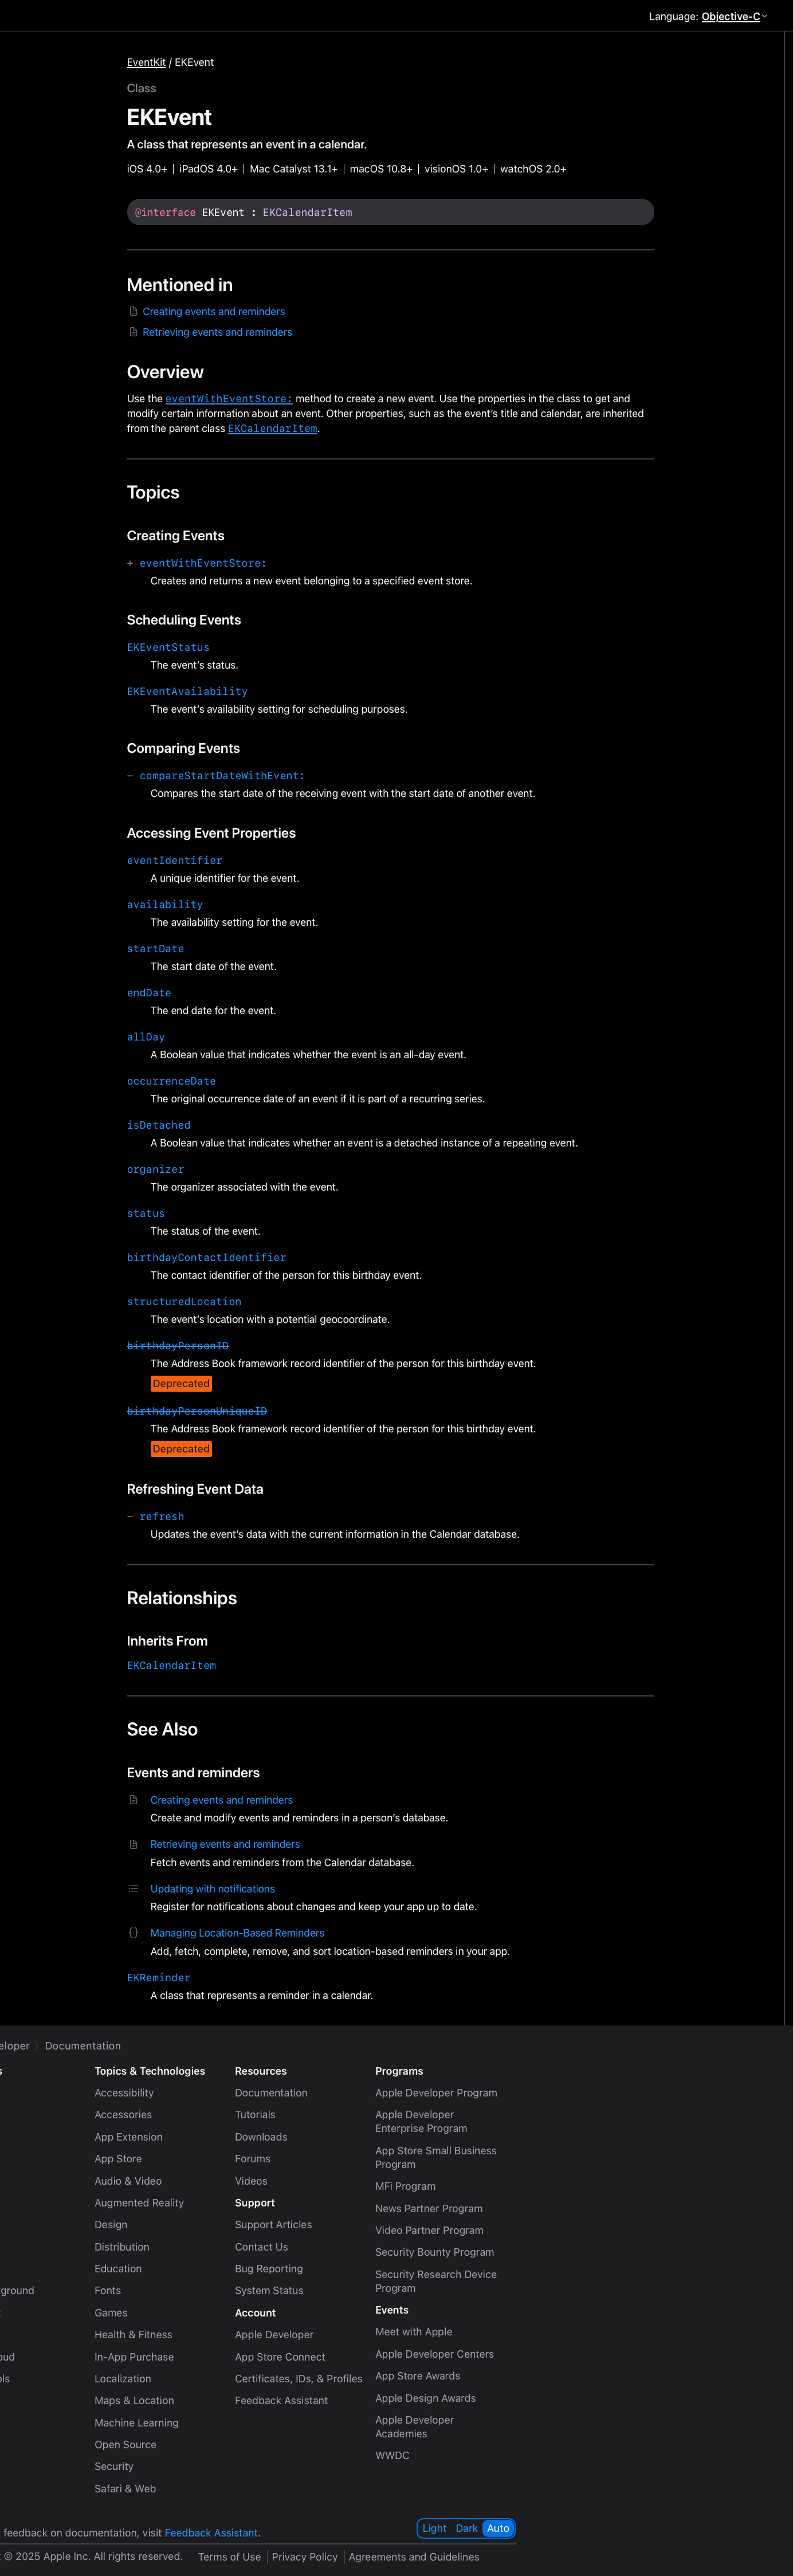 Language: Objective-C
EventKit / EKEvent
Class
EKEvent
A class that represents an event in a calendar.
iOS 4.0+ | iPadOS 4.0+ | Mac Catalyst 13.1+ | macOS 10.8+ | visionOS 1.0+ | watchOS 2.0+
@interface EKEvent : EKCalendarItem
Mentioned in
Creating events and reminders
Retrieving events and reminders
Overview
Use the eventWithEventStore: method to create a new event. Use the properties in the class to get and
modify certain information about an event. Other properties, such as the event’s title and calendar, are inherited
from the parent class EKCalendarItem.
Topics
Creating Events
+ eventWithEventStore:
Creates and returns a new event belonging to a specified event store.
Scheduling Events
EKEventStatus
The event’s status.
EKEventAvailability
The event’s availability setting for scheduling purposes.
Comparing Events
- compareStartDateWithEvent:
Compares the start date of the receiving event with the start date of another event.
Accessing Event Properties
eventIdentifier
A unique identifier for the event.
availability
The availability setting for the event.
startDate
The start date of the event.
endDate
The end date for the event.
allDay
A Boolean value that indicates whether the event is an all-day event.
occurrenceDate
The original occurrence date of an event if it is part of a recurring series.
isDetached
A Boolean value that indicates whether an event is a detached instance of a repeating event.
organizer
The organizer associated with the event.
status
The status of the event.
birthdayContactIdentifier
The contact identifier of the person for this birthday event.
structuredLocation
The event’s location with a potential geocoordinate.
birthdayPersonID
The Address Book framework record identifier of the person for this birthday event.
Deprecated
birthdayPersonUniqueID
The Address Book framework record identifier of the person for this birthday event.
Deprecated
Refreshing Event Data
- refresh
Updates the event’s data with the current information in the Calendar database.
Relationships
Inherits From
EKCalendarItem
See Also
Events and reminders
Creating events and reminders
Create and modify events and reminders in a person’s database.
Retrieving events and reminders
Fetch events and reminders from the Calendar database.
Updating with notifications
Register for notifications about changes and keep your app up to date.
{} Managing Location-Based Reminders
Add, fetch, complete, remove, and sort location-based reminders in your app.
EKReminder
A class that represents a reminder in a calendar.
eloper Documentation
s
ground
t
oud
ols
Topics & Technologies
Accessibility
Accessories
App Extension
App Store
Audio & Video
Augmented Reality
Design
Distribution
Education
Fonts
Games
Health & Fitness
In-App Purchase
Localization
Maps & Location
Machine Learning
Open Source
Security
Safari & Web
Resources
Documentation
Tutorials
Downloads
Forums
Videos
Support
Support Articles
Contact Us
Bug Reporting
System Status
Account
Apple Developer
App Store Connect
Certificates, IDs, & Profiles
Feedback Assistant
Programs
Apple Developer Program
Apple Developer
Enterprise Program
App Store Small Business
Program
MFi Program
News Partner Program
Video Partner Program
Security Bounty Program
Security Research Device
Program
Events
Meet with Apple
Apple Developer Centers
App Store Awards
Apple Design Awards
Apple Developer
Academies
WWDC
feedback on documentation, visit Feedback Assistant.
Light Dark Auto
© 2025 Apple Inc. All rights reserved. Terms of Use | Privacy Policy | Agreements and Guidelines